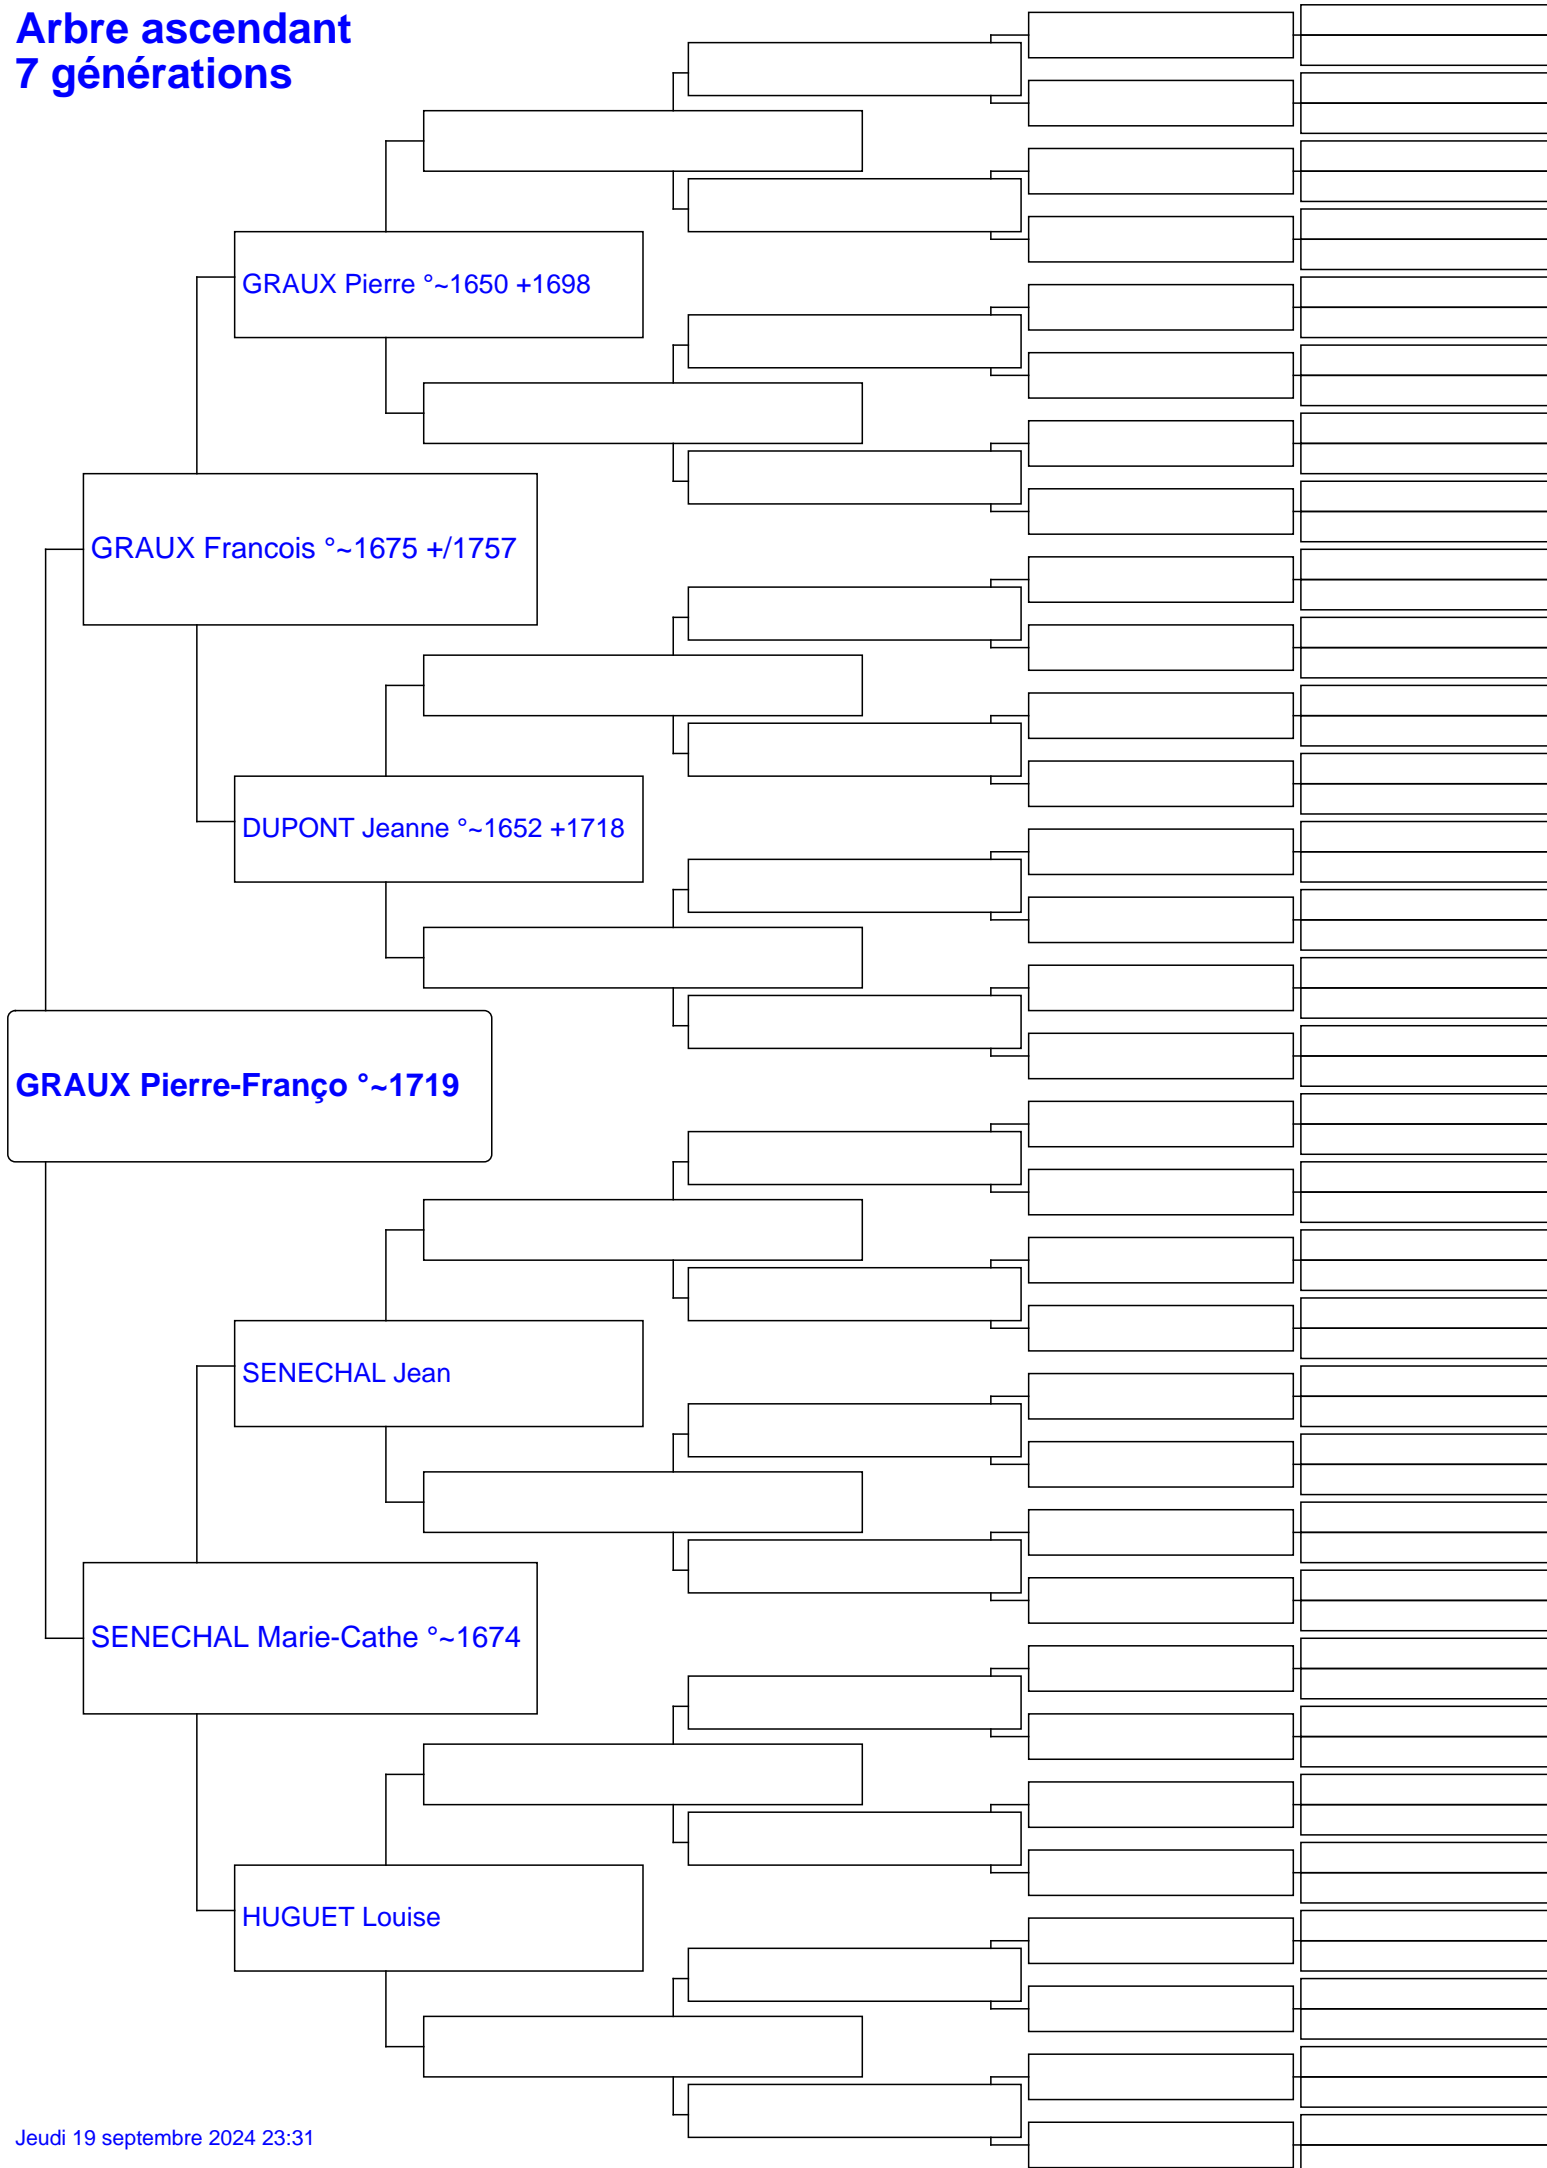 Arbre ascendant
7 générations
GRAUX Pierre °~1650 +1698
GRAUX Francois °~1675 +/1757
DUPONT Jeanne °~1652 +1718
GRAUX Pierre-Franço °~1719
SENECHAL Jean
SENECHAL Marie-Cathe °~1674
HUGUET Louise
Jeudi 19 septembre 2024 23:31